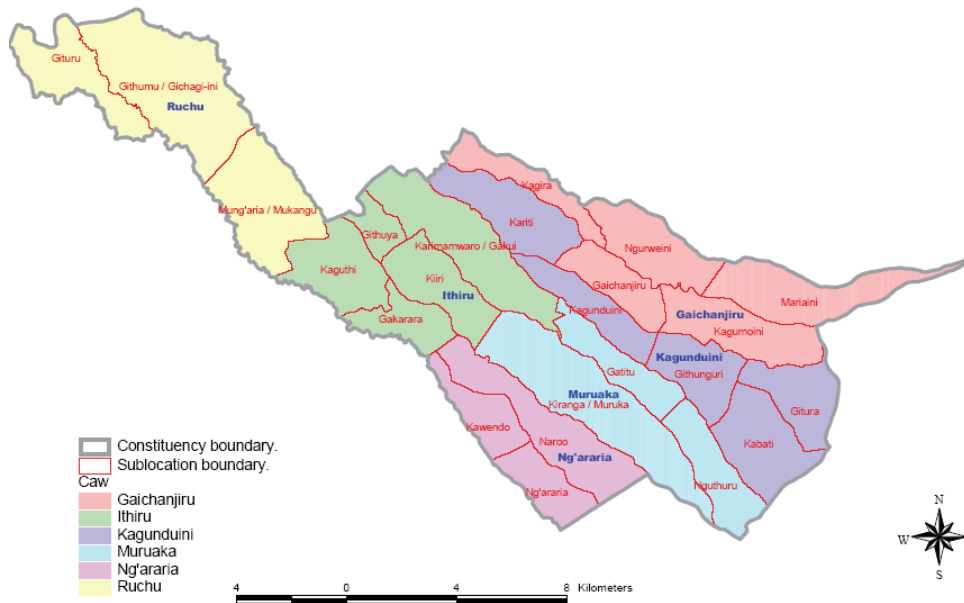 Gituru
Githumu / Gichagi-ini
Ruchu
Mung'aria / Mukangu
Kagira
Kariti
Githuya
Karimamwaro / Gakui
Ngurweini
Kaguthi
Kiiri
Gaichanjiru
Ithiru
Mariaini
Kagunduini
Gaichanjiru
Gakarara
Kagumoini
Kagunduini
Gatitu
Githunguri
Muruaka
Kiranga / Muruka
Gitura
Kawendo
Naroo
Kabati
Ng'araria
Nguthuru
Ng'araria
Constituency boundary.
Sublocation boundary.
Caw
Gaichanjiru
Ithiru
Kagunduini
Muruaka
Ng'araria
Ruchu
4 0 4 8 Kilometers
N
W
S